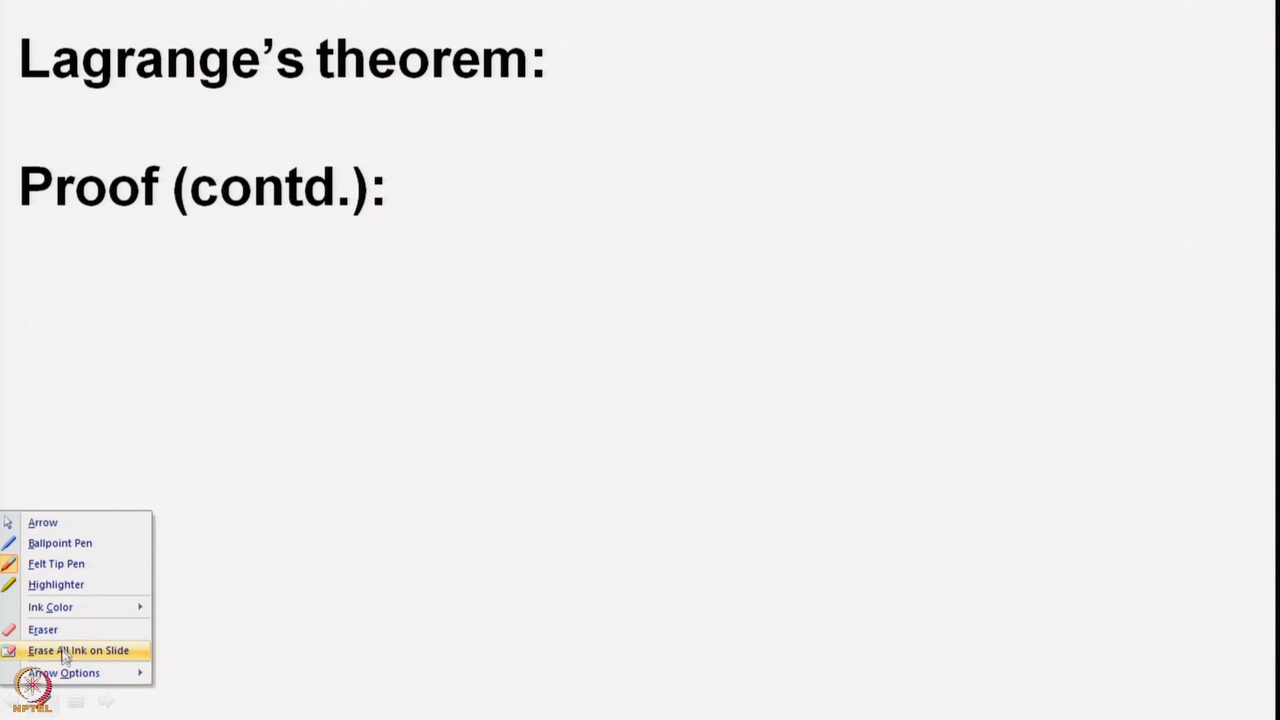 Lagrange’s theorem:
Proof (contd.):
Arrow
Ballpoint Pen
Felt Tip Pen
Highlighter
Ink Color
Eraser
Erase All Ink on Slide
Arrow Options
NPTEL